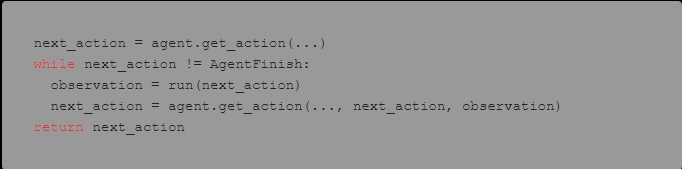 next_action = agent.get_action(...)
while next_action != AgentFinish:
  observation = run(next_action)
  next_action = agent.get_action(..., next_action, observation)
return next_action